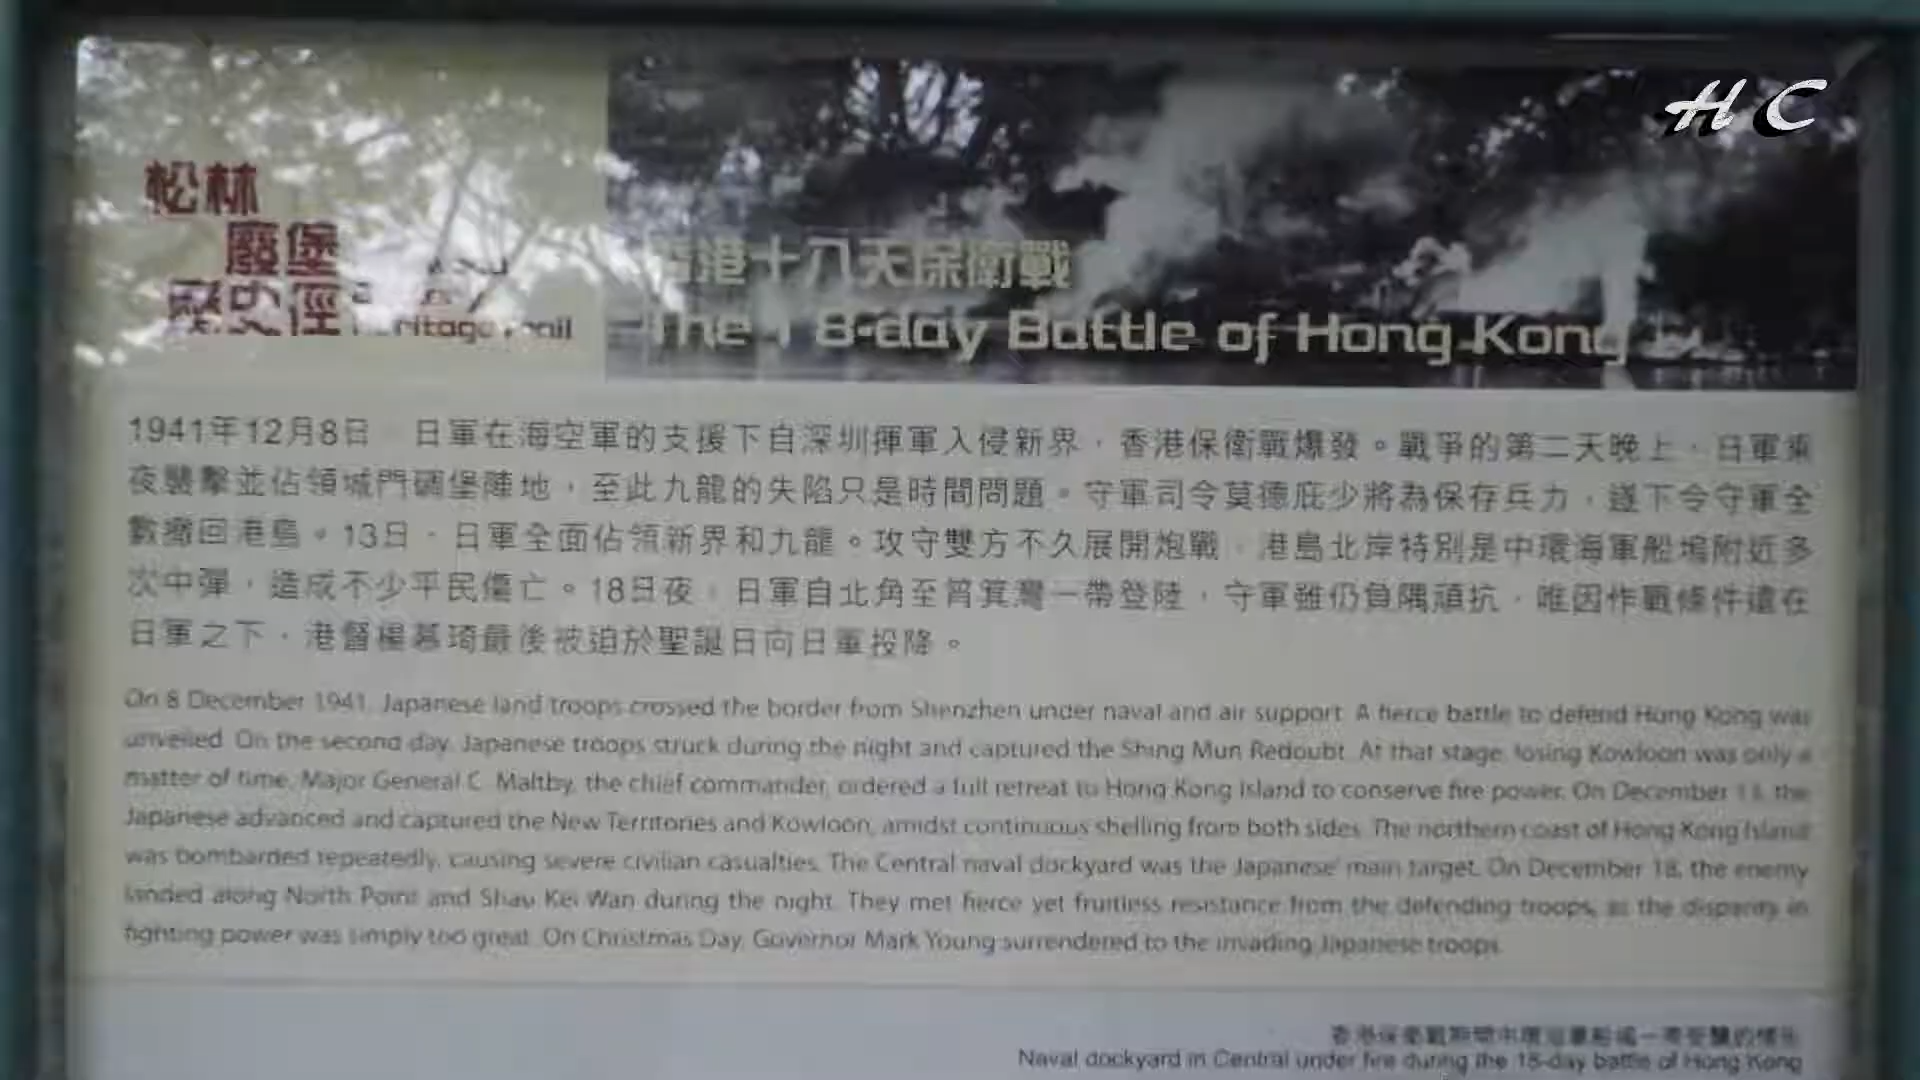 HC
松林
廢堡
歷史徑
香港十八天保衛戰
The 18-day Battle of Hong Kong
1941年12月8日，日軍在海空軍的支援下自深圳揮軍入侵新界，香港保衛戰爆發。戰爭的第二天晚上，日軍乘
夜襲擊並佔領城門碉堡陣地，至此九龍的失陷只是時間問題。守軍司令莫德庇少將為保存兵力，遂下令守軍全
數撤回港島。13日，日軍全面佔領新界和九龍。攻守雙方不久展開炮戰，港島北岸特別是中環海軍船塢附近多
次中彈，造成不少平民傷亡。18日夜，日軍自北角至筲箕灣一帶登陸，守軍雖仍負隅頑抗，唯因作戰條件遠在
日軍之下，港督楊慕琦最後被迫於聖誕日向日軍投降。
On 8 December 1941, Japanese land troops crossed the border from Shenzhen under naval and air support. A fierce battle to defend Hong Kong was
unveiled. On the second day, Japanese troops struck during the night and captured the Shing Mun Redoubt. At that stage, losing Kowloon was only a
matter of time. Major General C. Maltby, the chief commander, ordered a full retreat to Hong Kong Island to conserve fire power. On December 13, the
Japanese advanced and captured the New Territories and Kowloon, amidst continuous shelling from both sides. The northern coast of Hong Kong Island
was bombarded repeatedly, causing severe civilian casualties. The Central naval dockyard was the Japanese' main target. On December 18, the enemy
landed along North Point and Shau Kei Wan during the night. They met fierce yet fruitless resistance from the defending troops, as the disparity in
fighting power was simply too great. On Christmas Day, Governor Mark Young surrendered to the invading Japanese troops.
Naval dockyard in Central under fire during the 18-day battle of Hong Kong